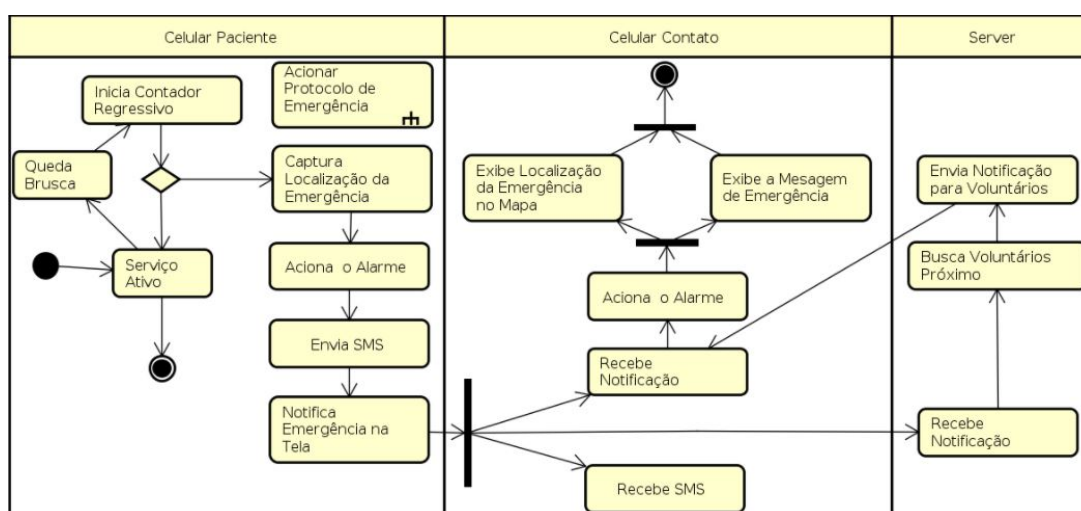 Celular Paciente
Celular Contato
Server
Inicia Contador
Regressivo
Acionar
Protocolo de
Emergência
Queda
Brusca
Captura
Localização da
Emergência
Serviço
Ativo
Aciona o Alarme
Envia SMS
Notifica
Emergência na
Tela
Exibe Localização
da Emergência
no Mapa
Exibe a Mesagem
de Emergência
Aciona o Alarme
Recebe
Notificação
Recebe SMS
Envia Notificação
para Voluntários
Busca Voluntários
Próximo
Recebe
Notificação